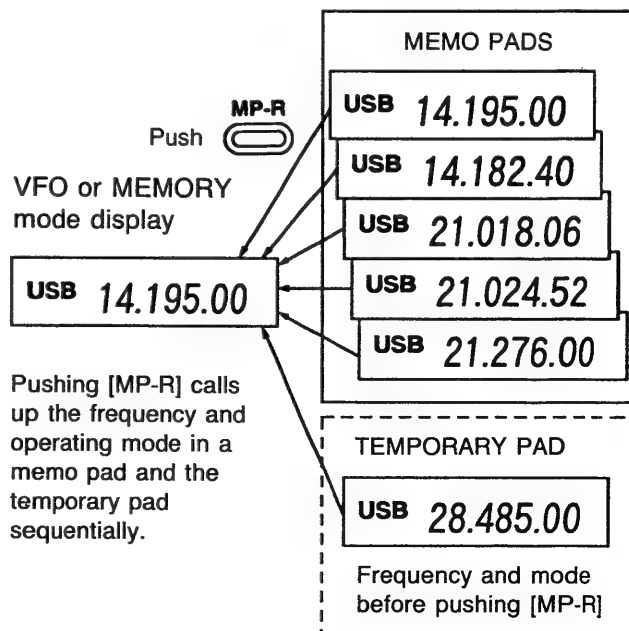 MEMO PADS
MP-R
Push
USB 14.195.00
USB 14.182.40
USB 21.018.06
USB 21.024.52
USB 21.276.00
VFO or MEMORY
mode display
USB 14.195.00
Pushing [MP-R] calls
up the frequency and
operating mode in a
memo pad and the
temporary pad
sequentially.
TEMPORARY PAD
USB 28.485.00
Frequency and mode
before pushing [MP-R]